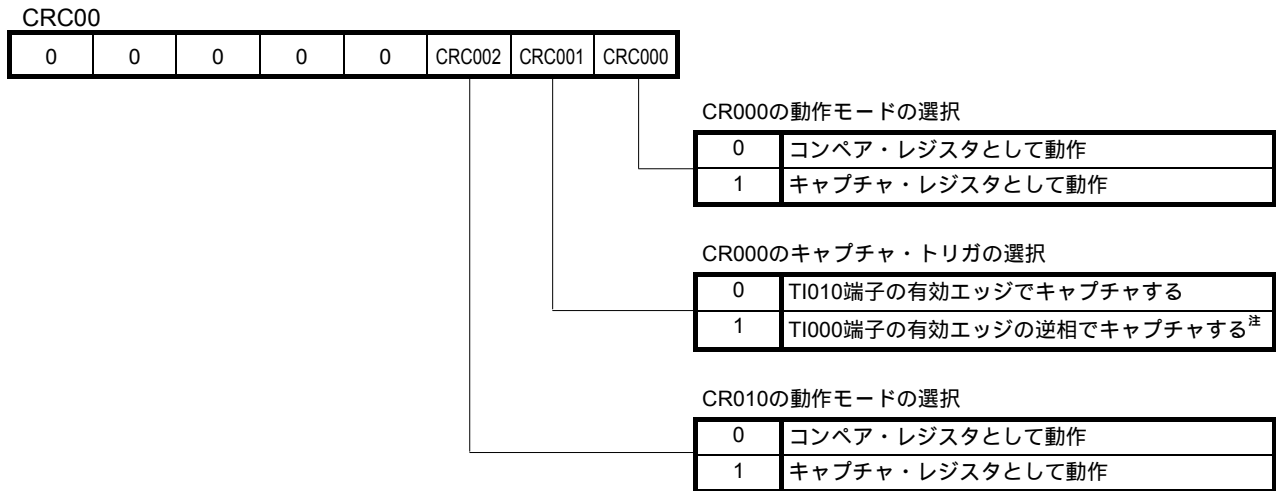 CRC00
0 0 0 0 0 CRC002 CRC001 CRC000
CR000の動作モードの選択
0 コンペア・レジスタとして動作
1 キャプチャ・レジスタとして動作
CR000のキャプチャ・トリガの選択
0 TI010端子の有効エッジでキャプチャする
1 TI000端子の有効エッジの逆相でキャプチャする注
CR010の動作モードの選択
0 コンペア・レジスタとして動作
1 キャプチャ・レジスタとして動作